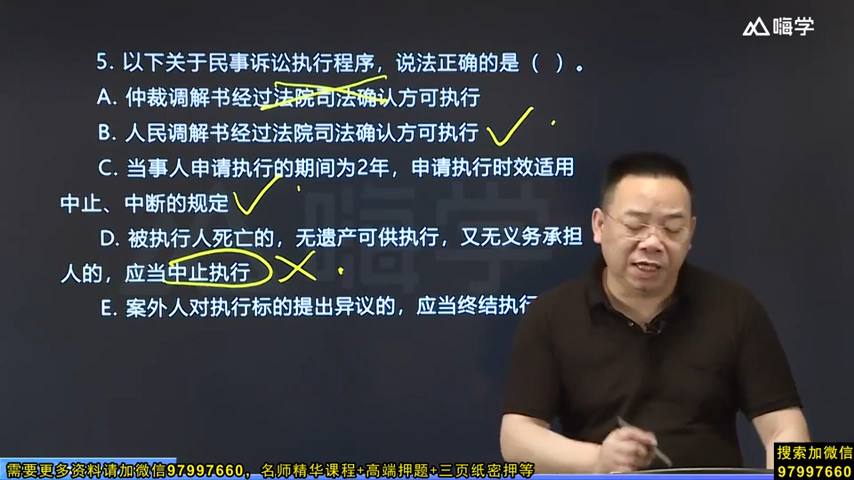 嗨学
5. 以下关于民事诉讼执行程序，说法正确的是（ ）。
A. 仲裁调解书经过法院司法确认方可执行
B. 人民调解书经过法院司法确认方可执行
C. 当事人申请执行的期间为2年，申请执行时效适用
中止、中断的规定
D. 被执行人死亡的，无遗产可供执行，又无义务承担
人的，应当中止执行
E. 案外人对执行标的提出异议的，应当终结执行
嗨学
需要更多资料请加微信97997660，名师精华课程+高端押题+三页纸密押等
搜索加微信
97997660